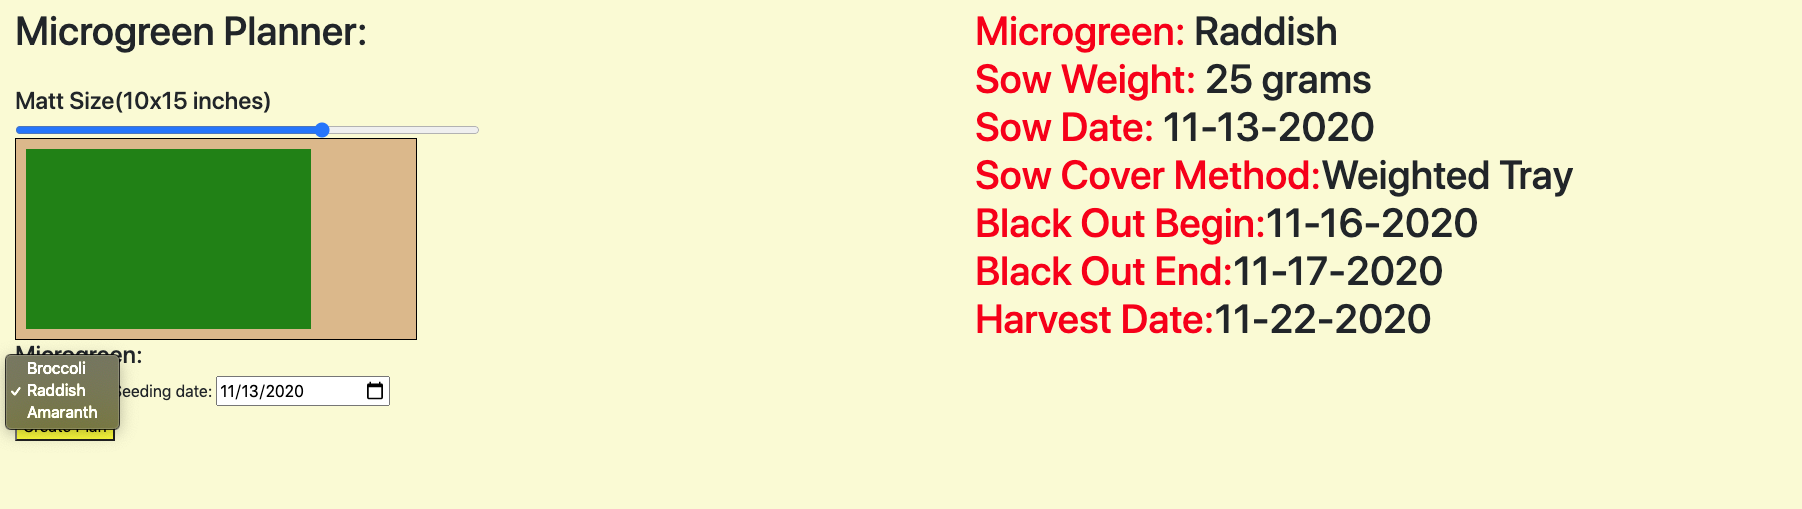 Microgreen Planner:
Matt Size(10x15 inches)
Broccoli
Raddish
Amaranth
Seeding date: 11/13/2020
Microgreen: Raddish
Sow Weight: 25 grams
Sow Date: 11-13-2020
Sow Cover Method:Weighted Tray
Black Out Begin:11-16-2020
Black Out End:11-17-2020
Harvest Date:11-22-2020